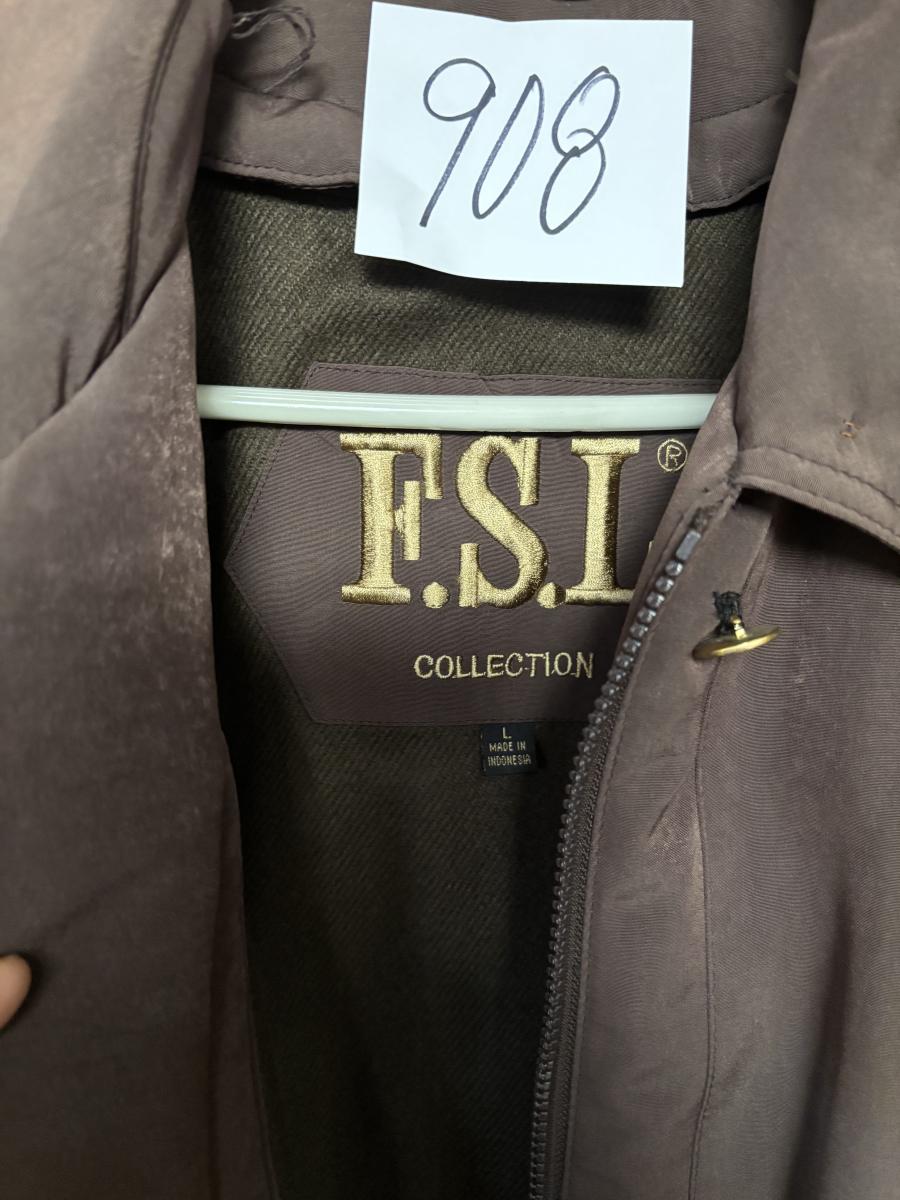 908
F.S.I.®
COLLECTION
L
MADE IN
INDONESIA